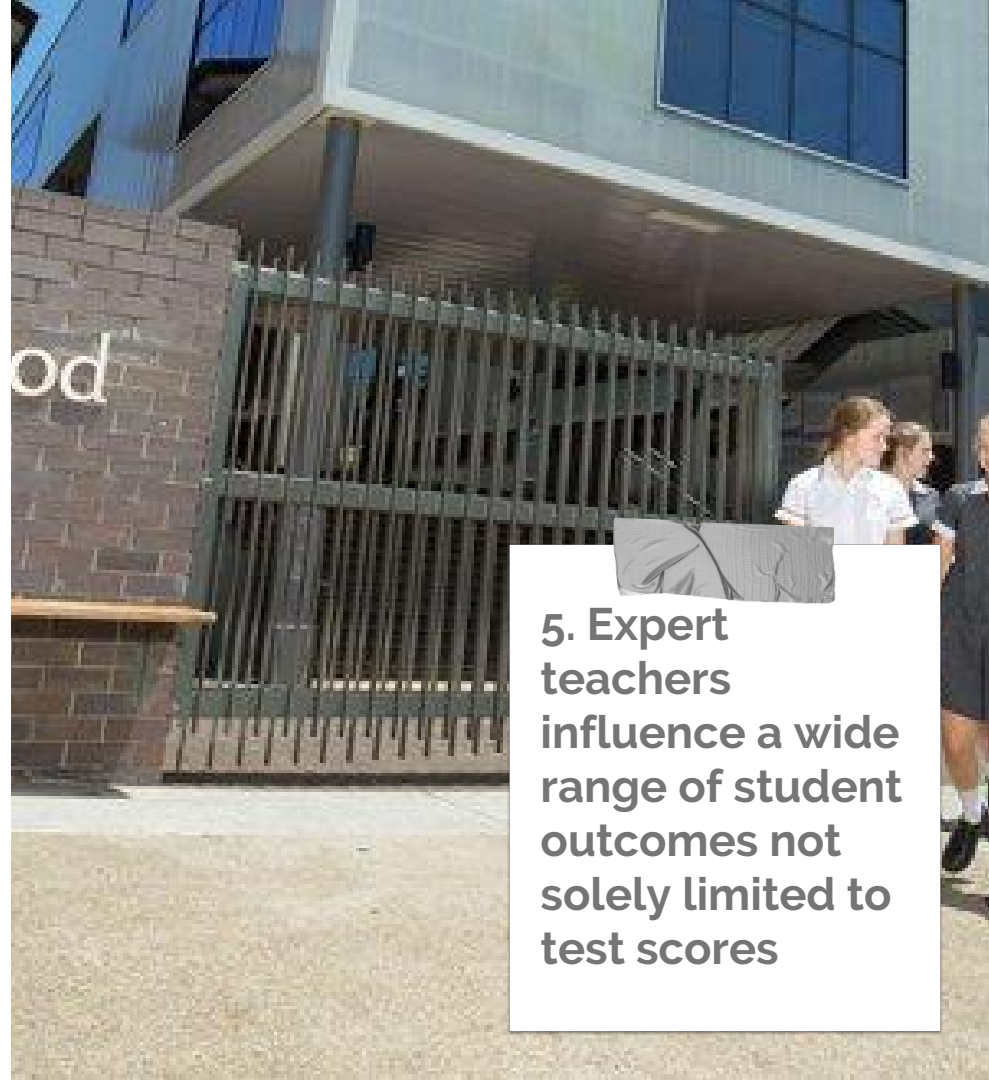 od
5. Expert
teachers
influence a wide
range of student
outcomes not
solely limited to
test scores